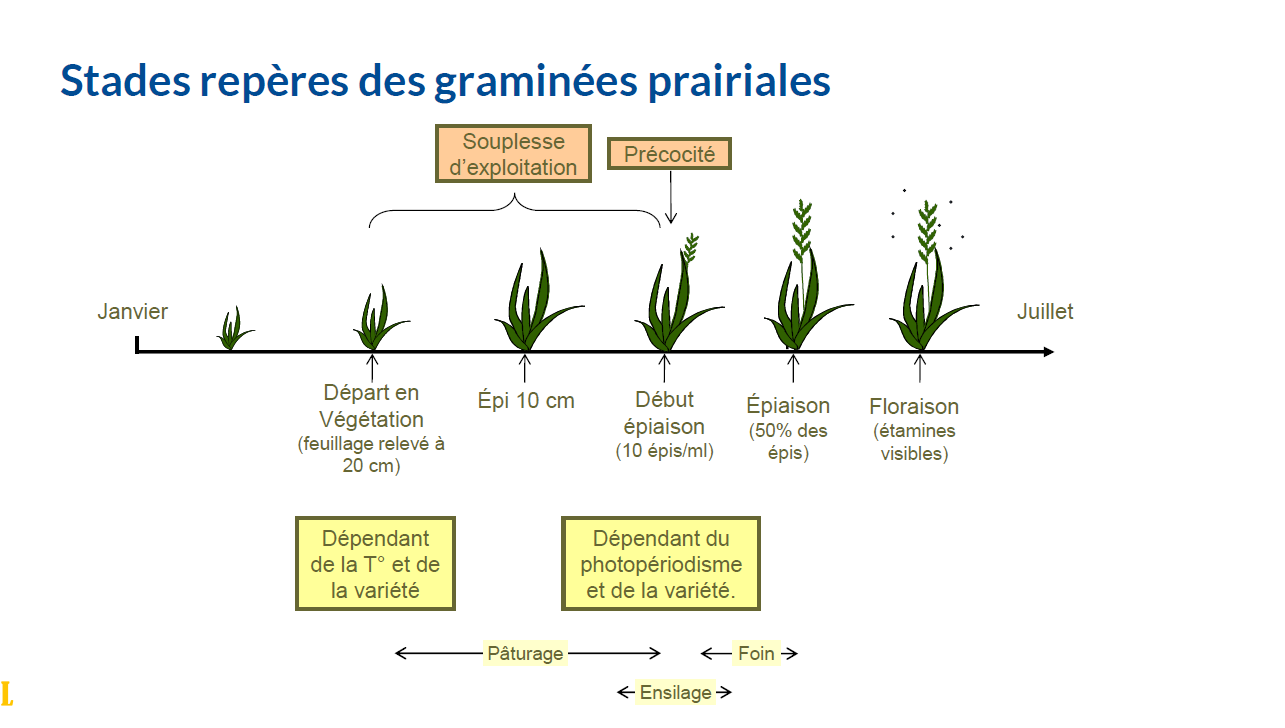 Stades repères des graminées prairiales
Souplesse
d’exploitation
Précocité
Janvier
Juillet
Départ en
Végétation
(feuillage relevé à
20 cm)
Épi 10 cm
Début
épiaison
(10 épis/ml)
Épiaison
(50% des
épis)
Floraison
(étamines
visibles)
Dépendant
de la T° et de
la variété
Dépendant du
photopériodisme
et de la variété.
Pâturage
Foin
Ensilage
L